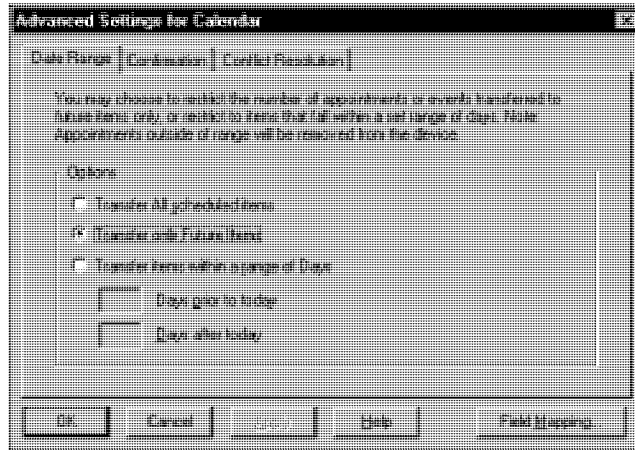 Advanced Settings for Calendar
Date Range
Confirmation
Conflict Resolution
You may choose to restrict the number of appointments or events transferred to
future items only, or restrict to items that fall within a set range of days. Note:
Appointments outside of range will be removed from the device.
Options
Transfer All scheduled items
Transfer only Future Items
Transfer items within a range of Days
Days prior to today
Days after today
OK
Cancel
Apply
Help
Field Mapping...